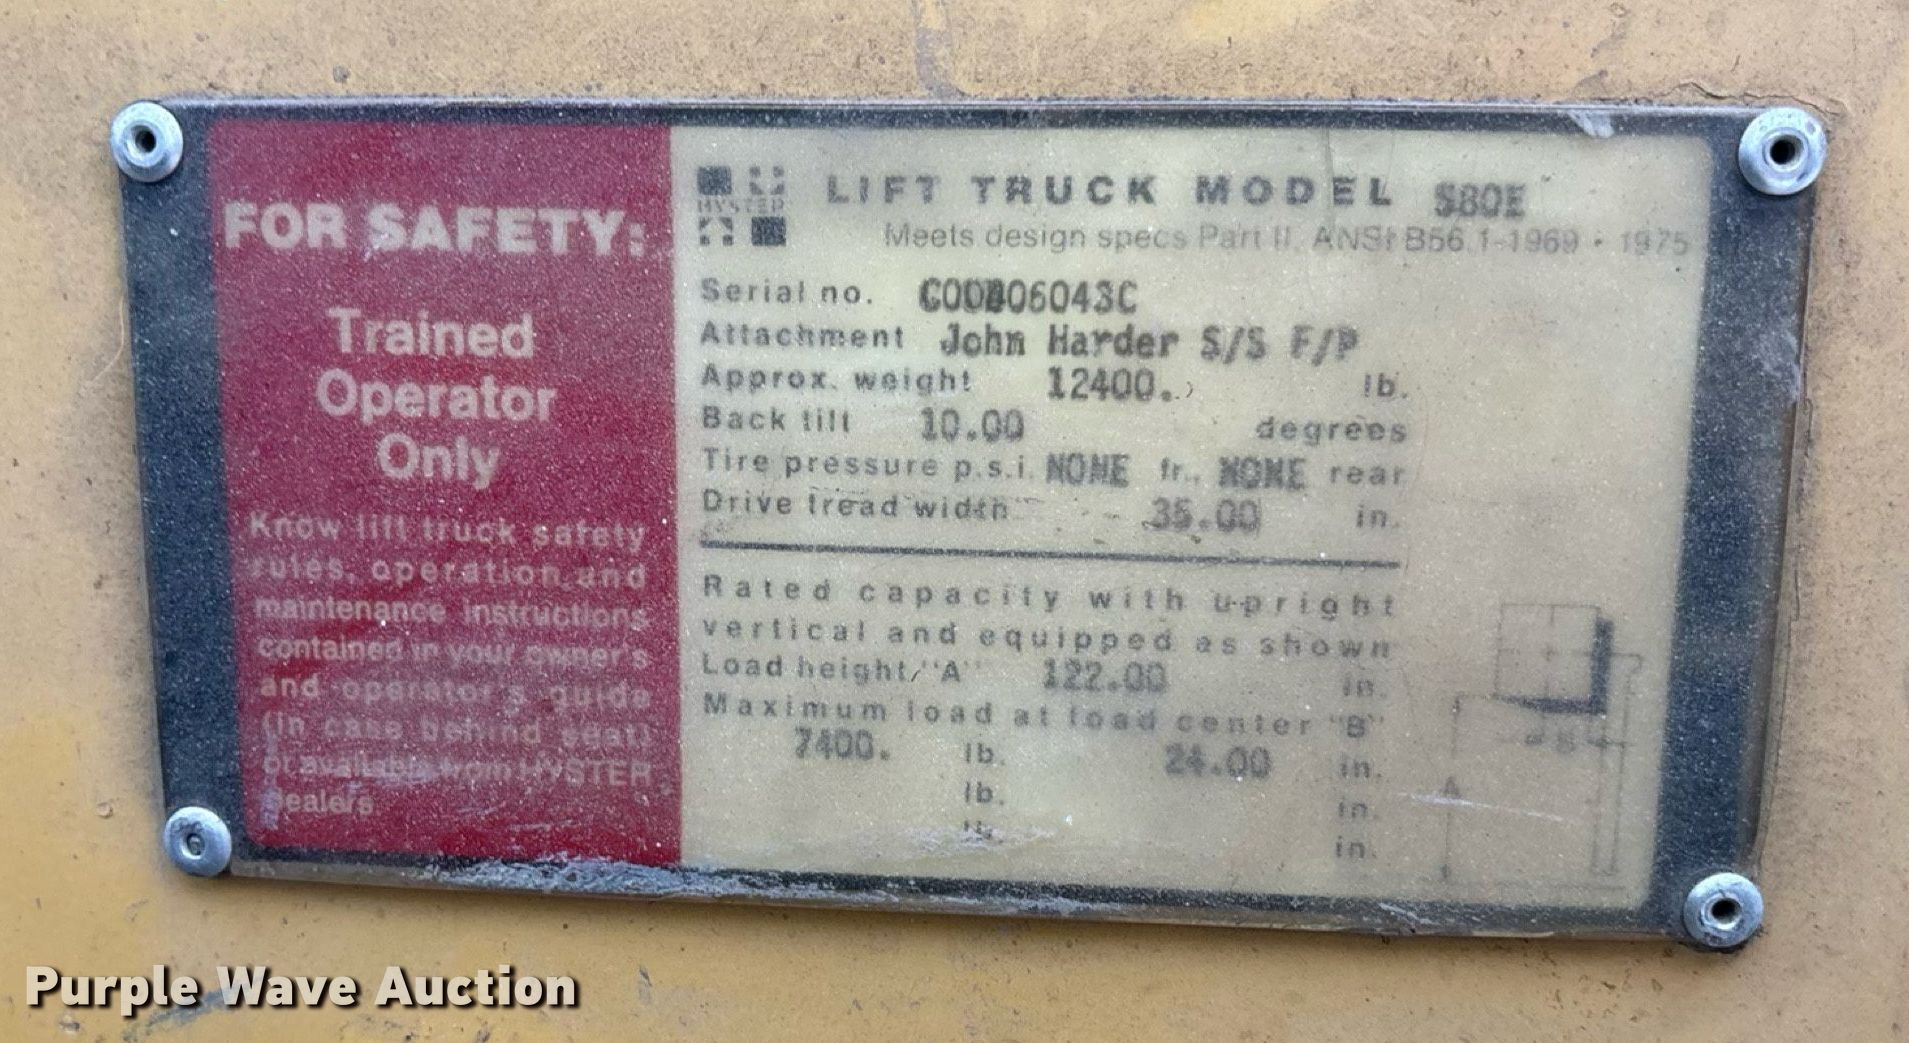 FOR SAFETY:
Trained
Operator
Only
Know lift truck safety
rules, operation and
maintenance instructions
contained in your owner's
and operator's guide
(in case behind seat)
or available from HYSTER
Dealers
HYSTER
LIFT TRUCK MODEL S80E
Meets design specs Part II, ANSI B56.1-1969 - 1975
Serial no.
Attachment John Harder S/S F/P
Approx. weight 12400. lb.
Back tilt 10.00 degrees
Tire pressure p.s.i. NONE fr., NONE rear
Drive tread width 35.00 in.
Rated capacity with upright
vertical and equipped as shown
Load height "A" 122.00 in.
Maximum load at load center "B"
7400. lb. 24.00 in.
lb. in.
lb. in.
B
A
Purple Wave Auction